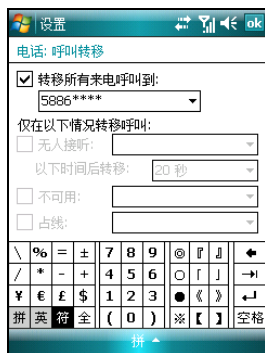 设置 ok
电话: 呼叫转移
转移所有来电呼叫到:
5886****
仅在以下情况转移呼叫:
无人接听:
以下时间后转移: 20 秒
不可用:
占线:
\ % = ± 7 8 9 ◎ 『 』
/ * - + 4 5 6 ○ 「 」
¥ € £ $ 1 2 3 ● 《 》
拼 英 符 全 ( 0 ) ※ 【 】 空格
拼